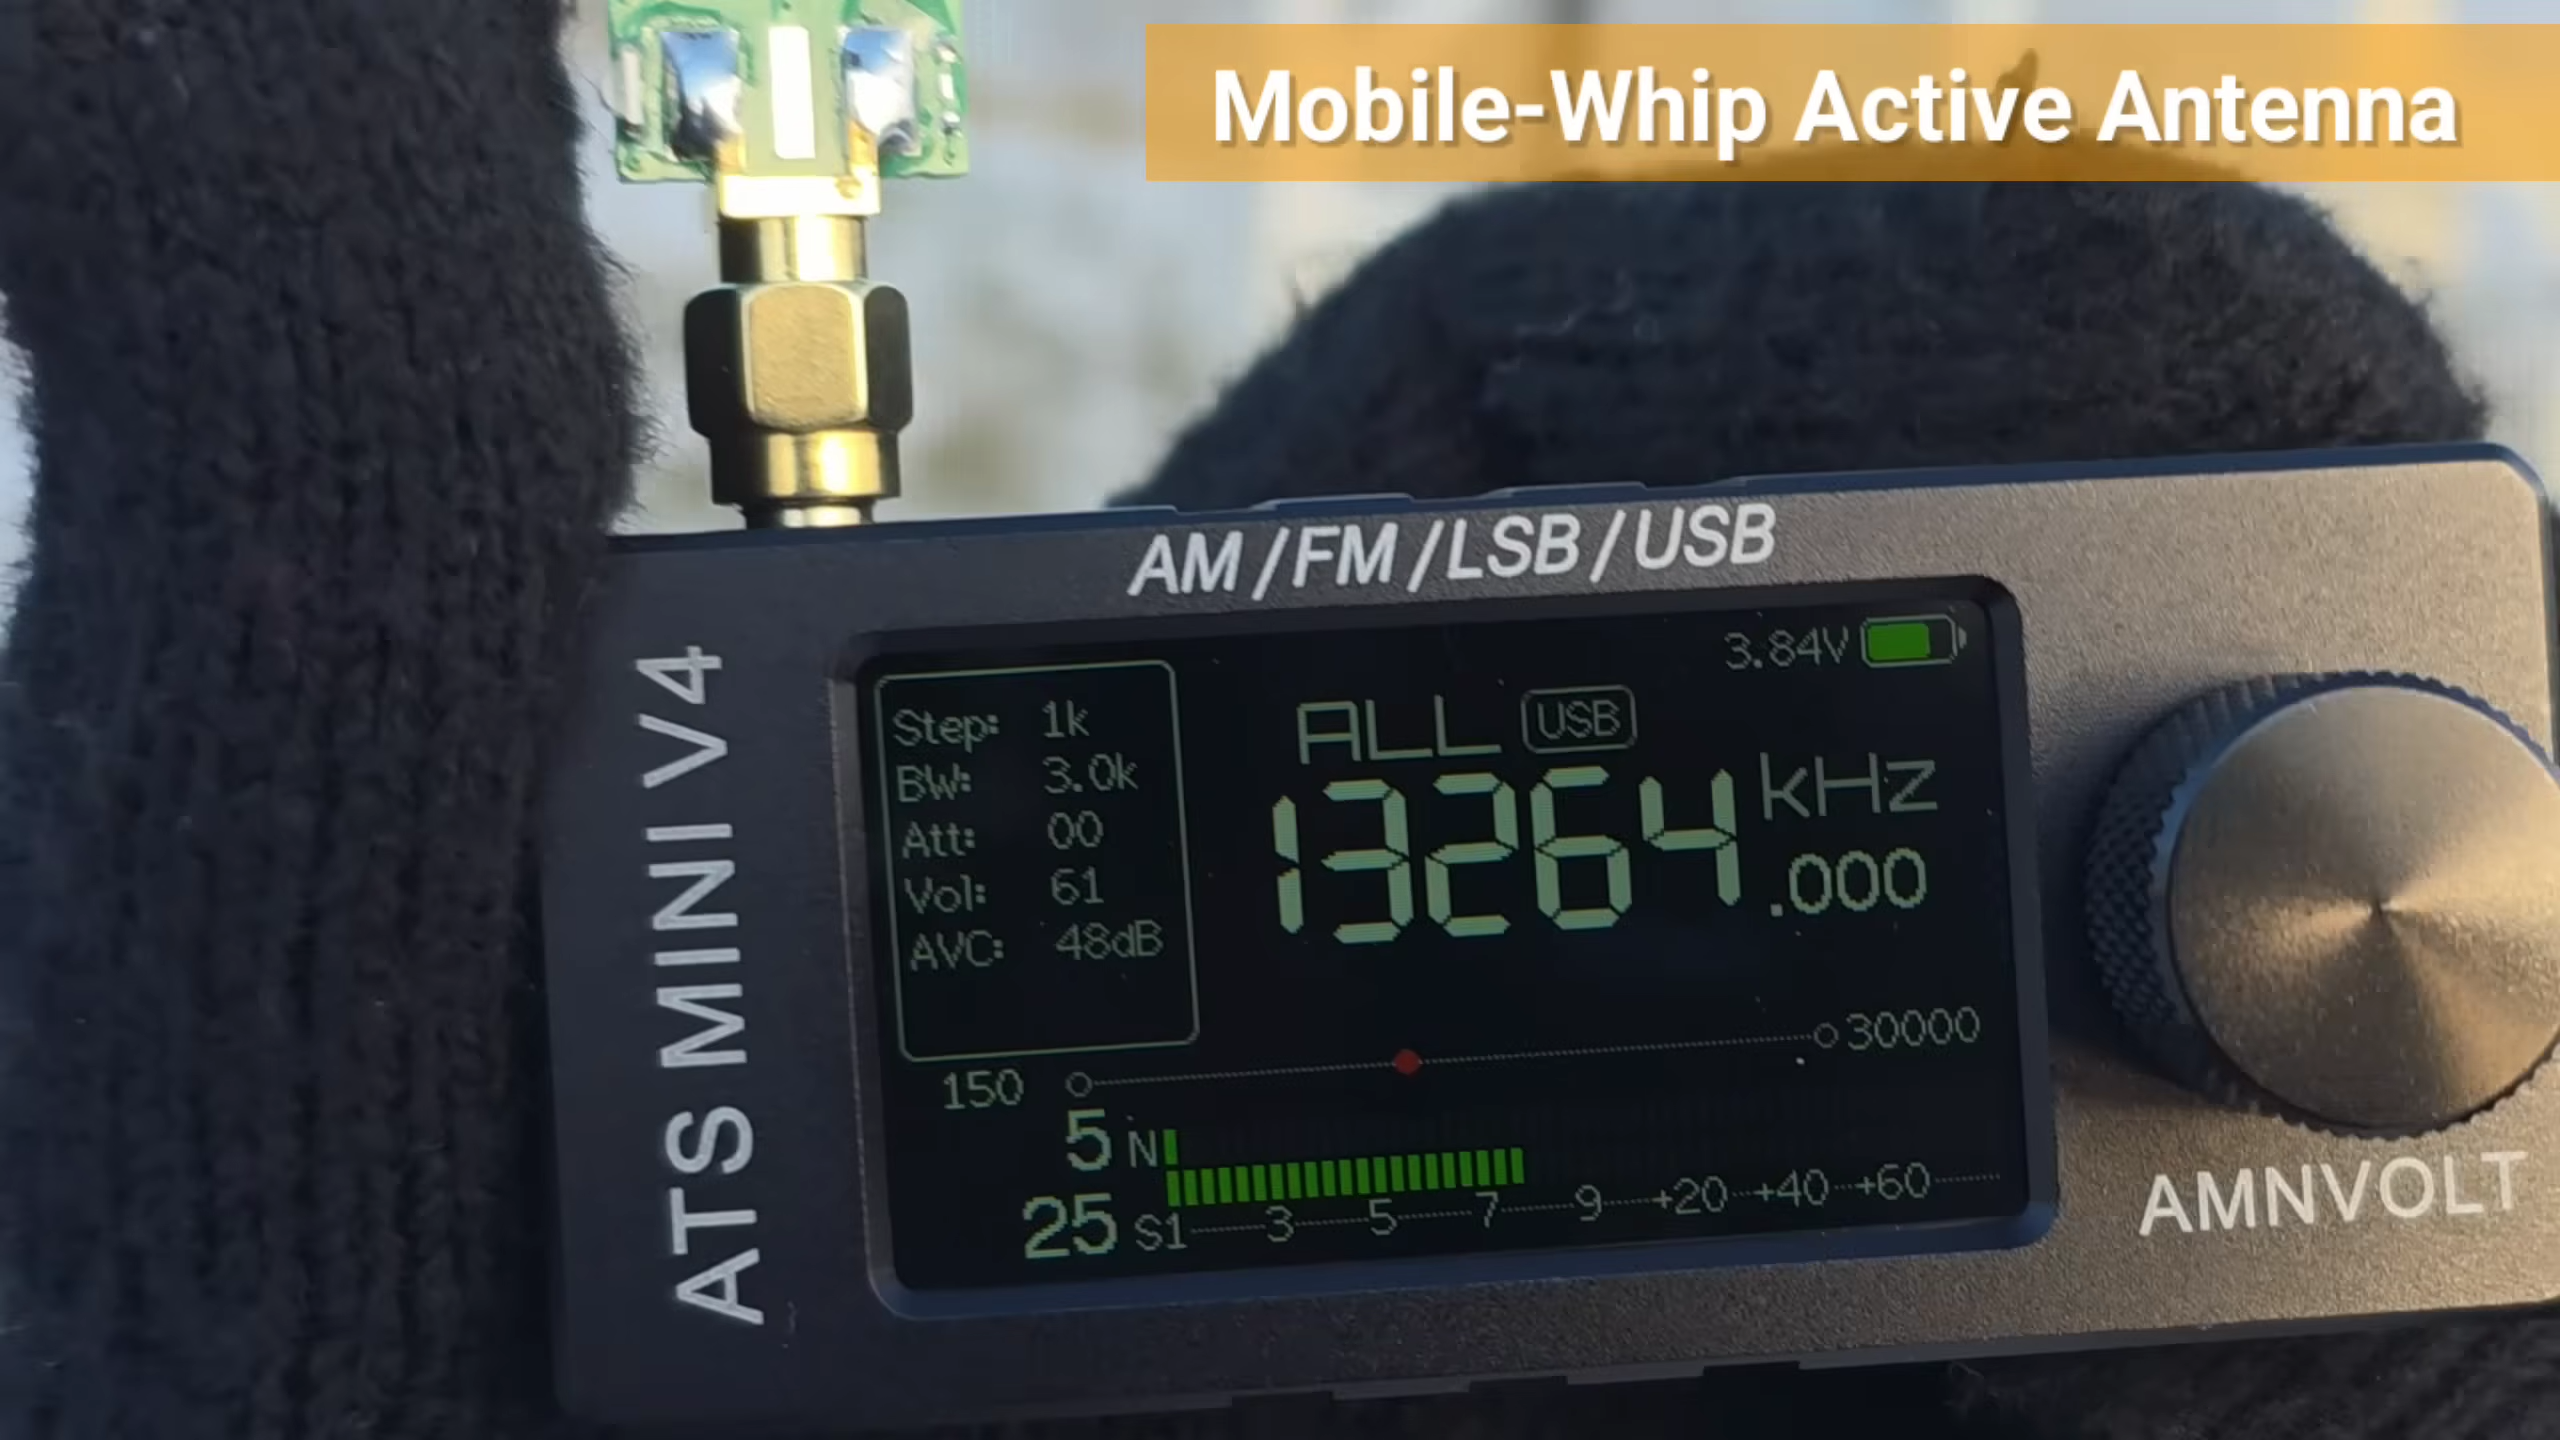 Mobile-Whip Active Antenna
AM/FM/LSB/USB
ATS MINI V4
3.84V
Step: 1k
BW: 3.0k
Att: 00
Vol: 61
AVC: 48dB
ALL USB
13264 kHz
.000
150 30000
5 N
25 S1 3 5 7 9 +20 +40 +60
AMNVOLT